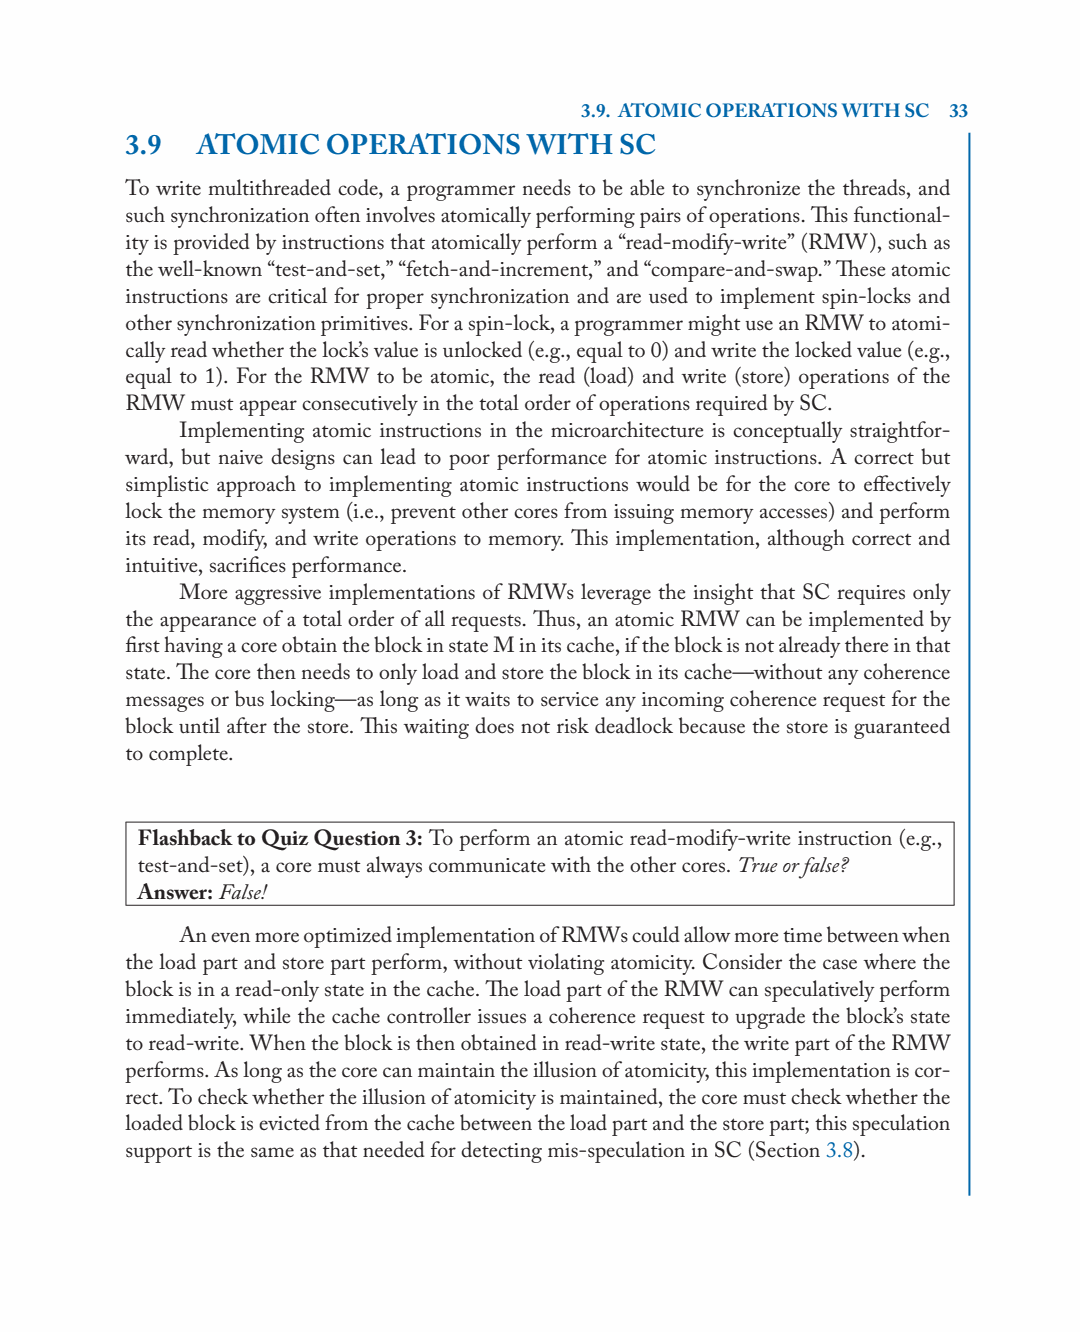 3.9. ATOMIC OPERATIONS WITH SC 33
3.9 ATOMIC OPERATIONS WITH SC
To write multithreaded code, a programmer needs to be able to synchronize the threads, and
such synchronization often involves atomically performing pairs of operations. This functional-
ity is provided by instructions that atomically perform a “read-modify-write” (RMW), such as
the well-known “test-and-set,” “fetch-and-increment,” and “compare-and-swap.” These atomic
instructions are critical for proper synchronization and are used to implement spin-locks and
other synchronization primitives. For a spin-lock, a programmer might use an RMW to atomi-
cally read whether the lock’s value is unlocked (e.g., equal to 0) and write the locked value (e.g.,
equal to 1). For the RMW to be atomic, the read (load) and write (store) operations of the
RMW must appear consecutively in the total order of operations required by SC.
Implementing atomic instructions in the microarchitecture is conceptually straightfor-
ward, but naive designs can lead to poor performance for atomic instructions. A correct but
simplistic approach to implementing atomic instructions would be for the core to effectively
lock the memory system (i.e., prevent other cores from issuing memory accesses) and perform
its read, modify, and write operations to memory. This implementation, although correct and
intuitive, sacrifices performance.
More aggressive implementations of RMWs leverage the insight that SC requires only
the appearance of a total order of all requests. Thus, an atomic RMW can be implemented by
first having a core obtain the block in state M in its cache, if the block is not already there in that
state. The core then needs to only load and store the block in its cache—without any coherence
messages or bus locking—as long as it waits to service any incoming coherence request for the
block until after the store. This waiting does not risk deadlock because the store is guaranteed
to complete.
Flashback to Quiz Question 3: To perform an atomic read-modify-write instruction (e.g.,
test-and-set), a core must always communicate with the other cores. True or false?
Answer: False!
An even more optimized implementation of RMWs could allow more time between when
the load part and store part perform, without violating atomicity. Consider the case where the
block is in a read-only state in the cache. The load part of the RMW can speculatively perform
immediately, while the cache controller issues a coherence request to upgrade the block’s state
to read-write. When the block is then obtained in read-write state, the write part of the RMW
performs. As long as the core can maintain the illusion of atomicity, this implementation is cor-
rect. To check whether the illusion of atomicity is maintained, the core must check whether the
loaded block is evicted from the cache between the load part and the store part; this speculation
support is the same as that needed for detecting mis-speculation in SC (Section 3.8).